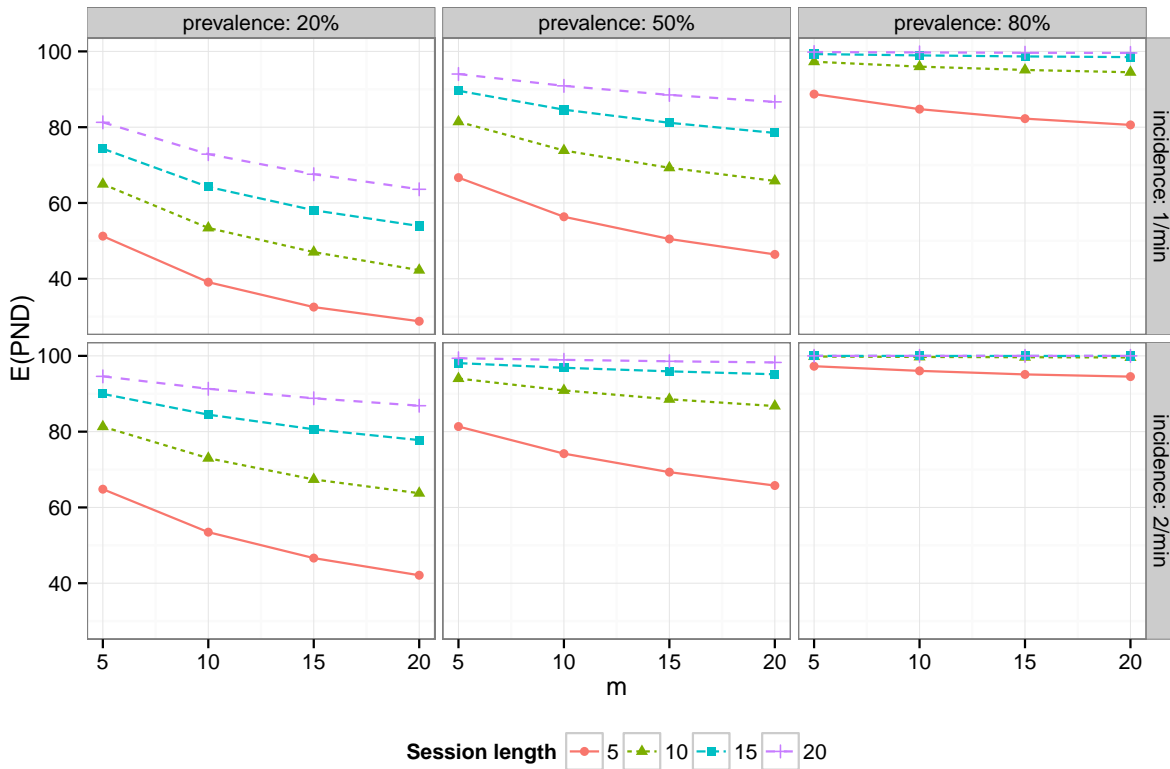 prevalence: 20% prevalence: 50% prevalence: 80%
100
80
60
40
incidence: 1/min
E(PND)
100
80
60
40
incidence: 2/min
5 10 15 20 5 10 15 20 5 10 15 20
m
Session length 5 10 15 20